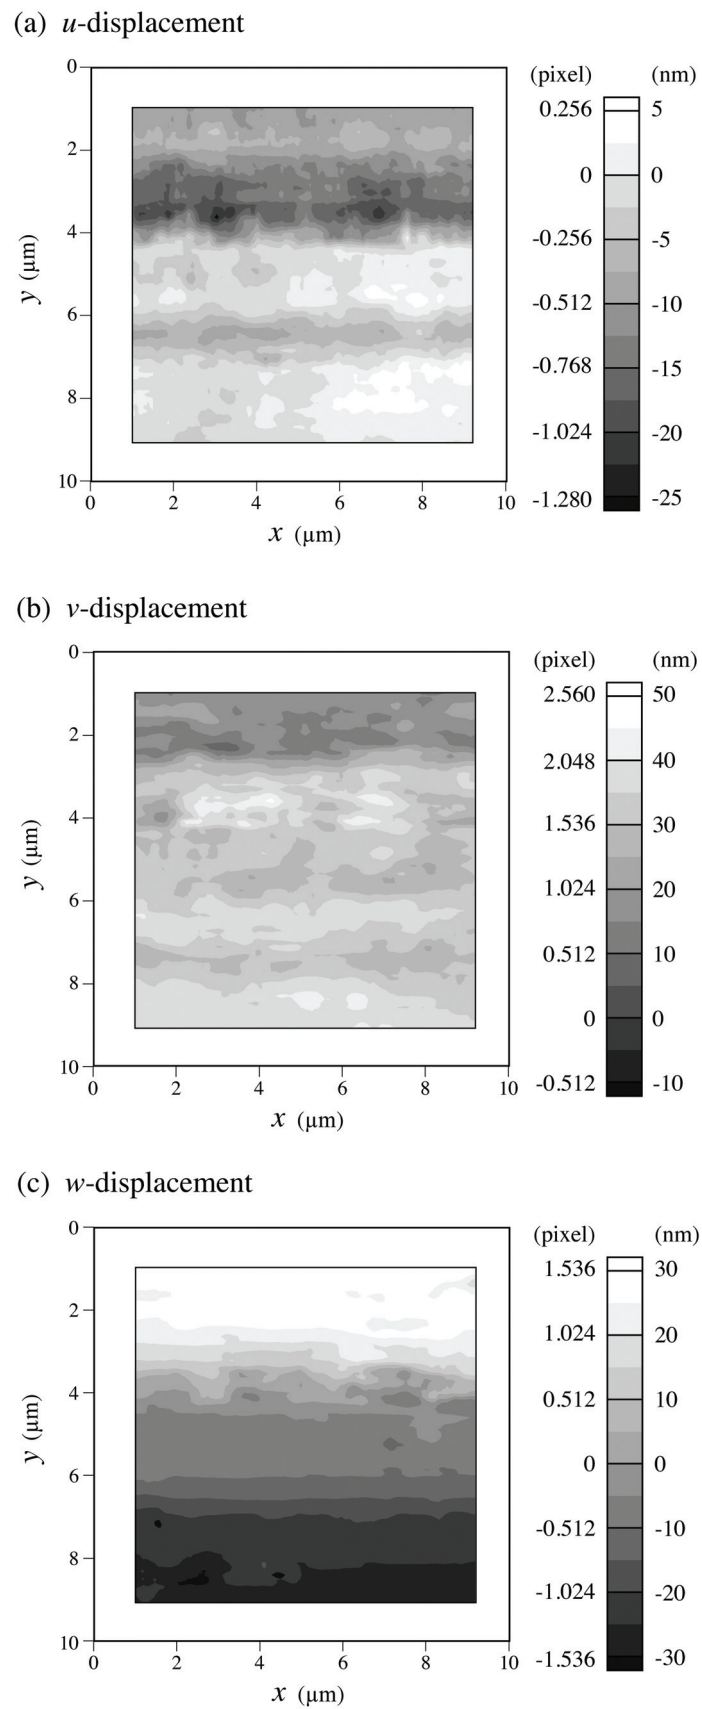 (a) u-displacement
(pixel) (nm)
0 0.256 5
2 0 0
4 -0.256 -5
y (μm) -0.512 -10
6 -0.768 -15
8 -1.024 -20
10 -1.280 -25
0 2 4 6 8 10
x (μm)
(b) v-displacement
(pixel) (nm)
0 2.560 50
2 2.048 40
4 1.536 30
y (μm) 1.024 20
6 0.512 10
8 0 0
10 -0.512 -10
0 2 4 6 8 10
x (μm)
(c) w-displacement
(pixel) (nm)
0 1.536 30
2 1.024 20
4 0.512 10
y (μm) 0 0
6 -0.512 -10
8 -1.024 -20
10 -1.536 -30
0 2 4 6 8 10
x (μm)